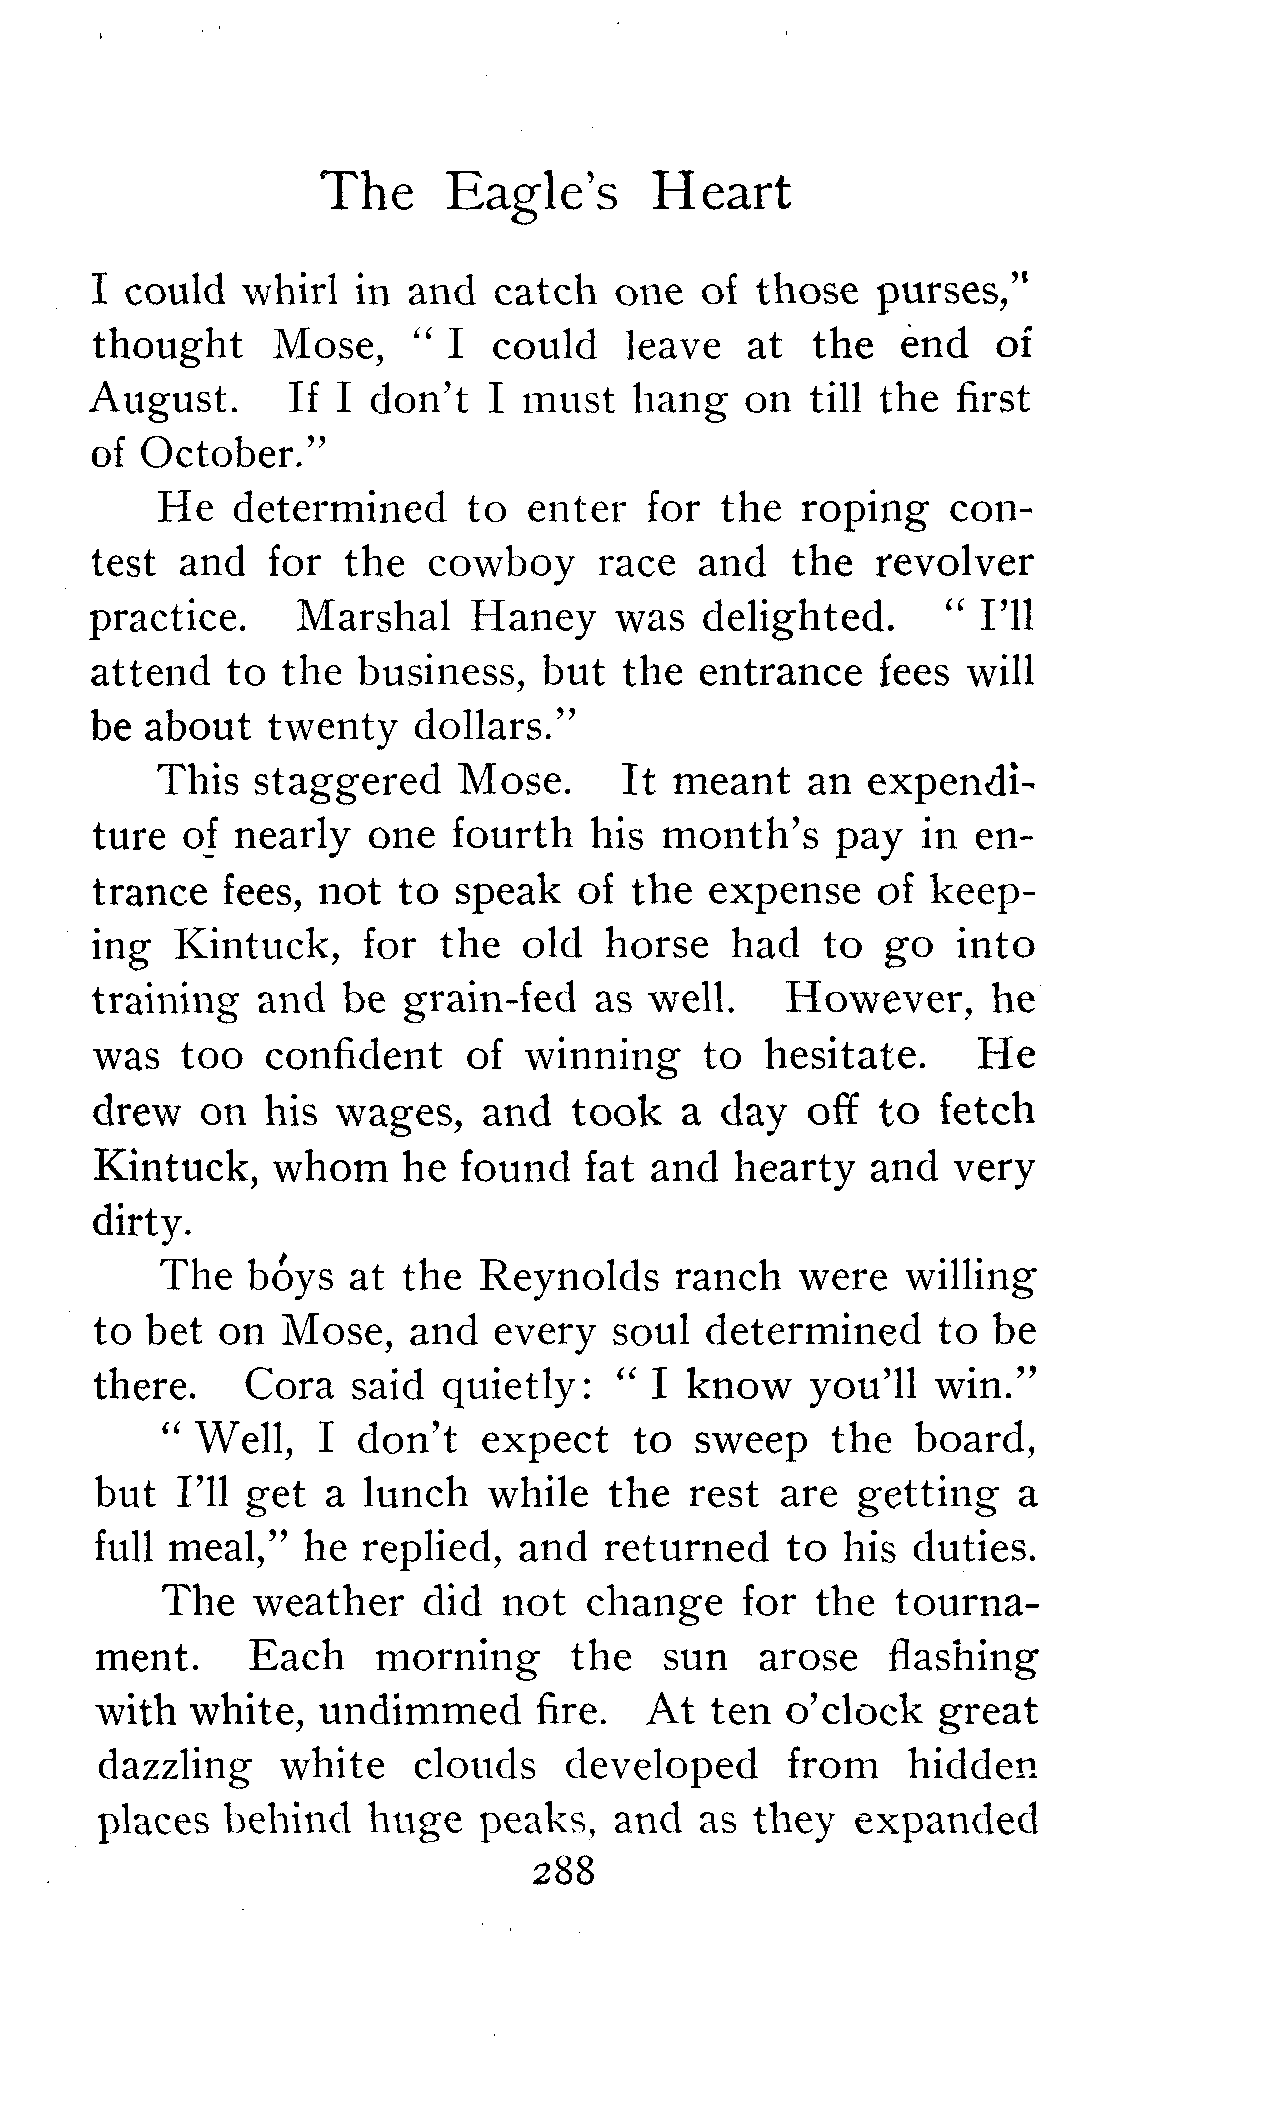 The Eagle's Heart
I could whirl in and catch one of those purses,"
thought Mose, " I could leave at the end of
August. If I don't I must hang on till the first
of October."
He determined to enter for the roping con-
test and for the cowboy race and the revolver
practice. Marshal Haney was delighted. " I'll
attend to the business, but the entrance fees will
be about twenty dollars."
This staggered Mose. It meant an expendi-
ture of nearly one fourth his month's pay in en-
trance fees, not to speak of the expense of keep-
ing Kintuck, for the old horse had to go into
training and be grain-fed as well. However, he
was too confident of winning to hesitate. He
drew on his wages, and took a day off to fetch
Kintuck, whom he found fat and hearty and very
dirty.
The boys at the Reynolds ranch were willing
to bet on Mose, and every soul determined to be
there. Cora said quietly: " I know you'll win."
" Well, I don't expect to sweep the board,
but I'll get a lunch while the rest are getting a
full meal," he replied, and returned to his duties.
The weather did not change for the tourna-
ment. Each morning the sun arose flashing
with white, undimmed fire. At ten o'clock great
dazzling white clouds developed from hidden
places behind huge peaks, and as they expanded
288